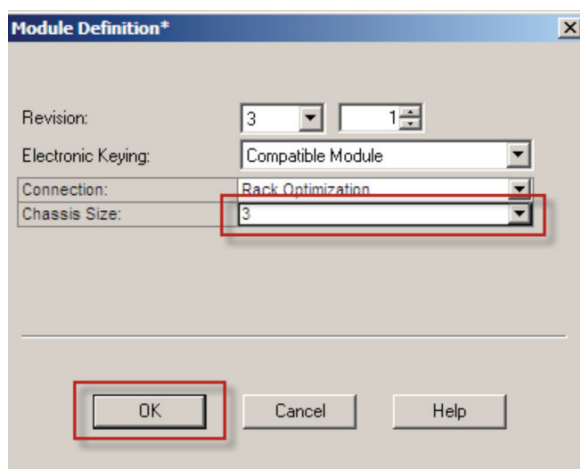 Module Definition*
Revision: 3 1
Electronic Keying: Compatible Module
Connection: Rack Optimization
Chassis Size: 3
OK Cancel Help